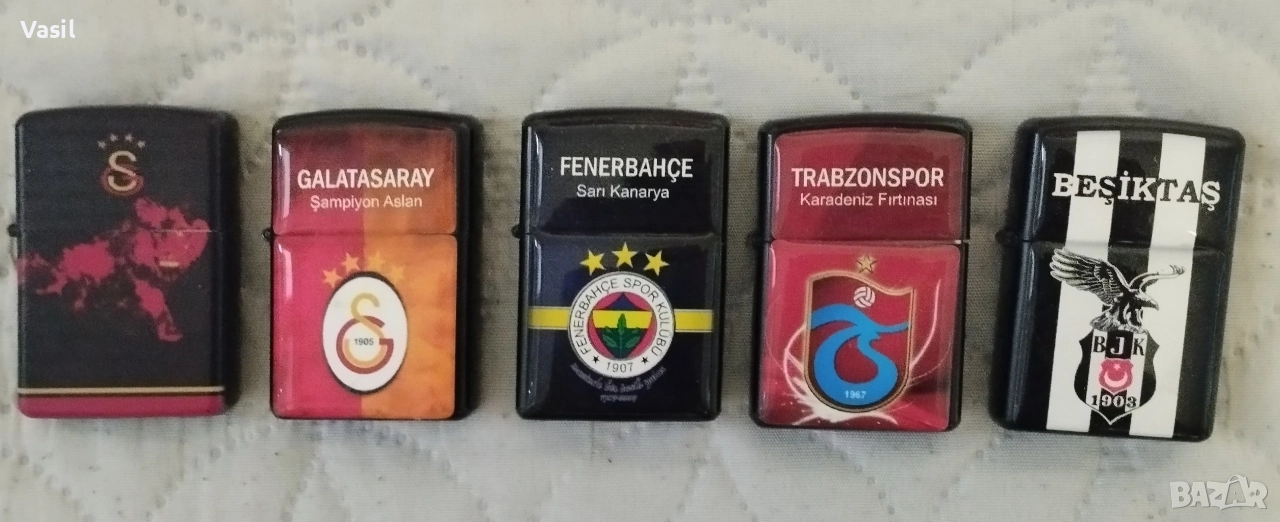 Vasil
GALATASARAY
Şampiyon Aslan
1905
FENERBAHÇE
Sarı Kanarya
FENERBAHÇE SPOR KULÜBÜ
1907
TRABZONSPOR
Karadeniz Fırtınası
1967
BEŞİKTAŞ
BJK
1903
BAZAR